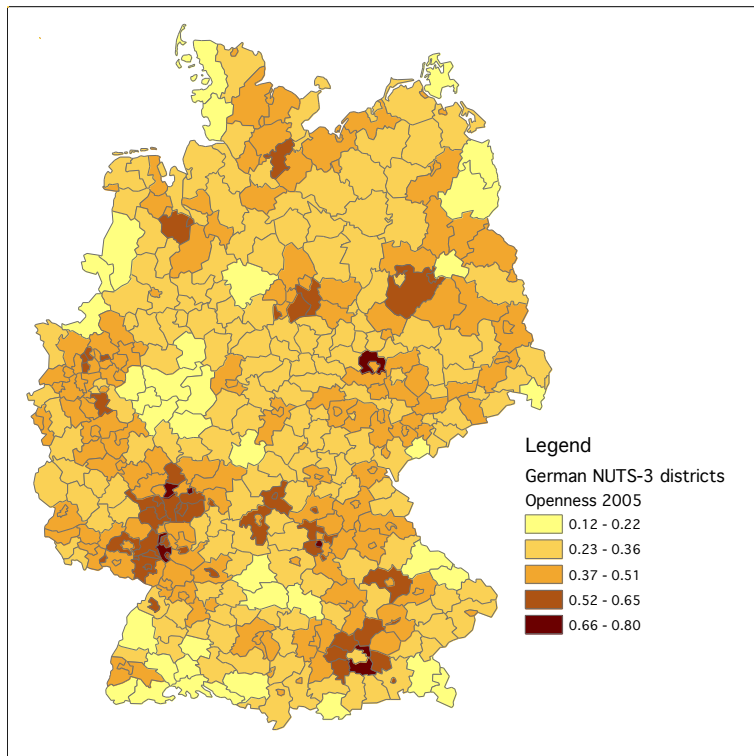 Legend
German NUTS-3 districts
Openness 2005
0.12 - 0.22
0.23 - 0.36
0.37 - 0.51
0.52 - 0.65
0.66 - 0.80